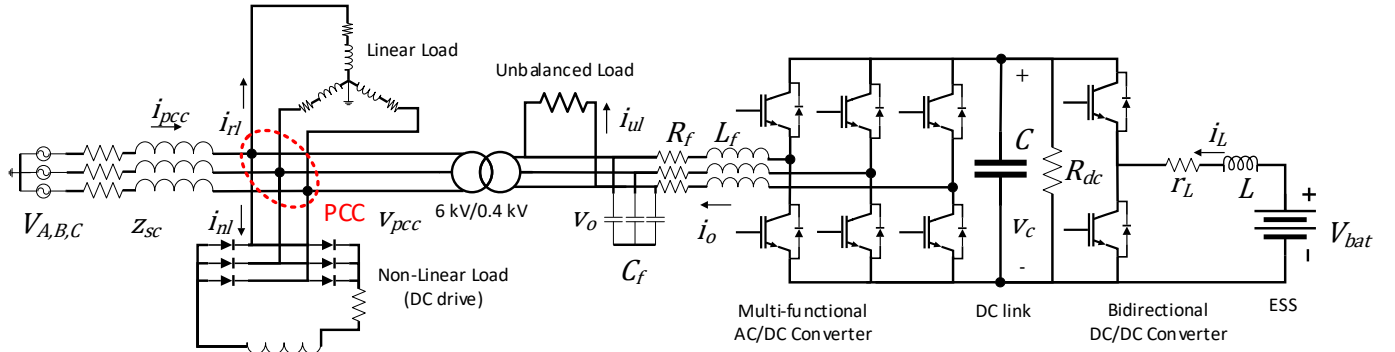 Linear Load
Unbalanced Load
i_pcc
i_rl
i_ul
R_f
L_f
C
R_dc
i_L
r_L
L
PCC
6 kV/0.4 kV
V_A,B,C
z_sc
i_nl
v_pcc
v_o
i_o
v_c
V_bat
+
-
+
Non-Linear Load
(DC drive)
C_f
Multi-functional
AC/DC Converter
DC link
Bidirectional
DC/DC Converter
ESS